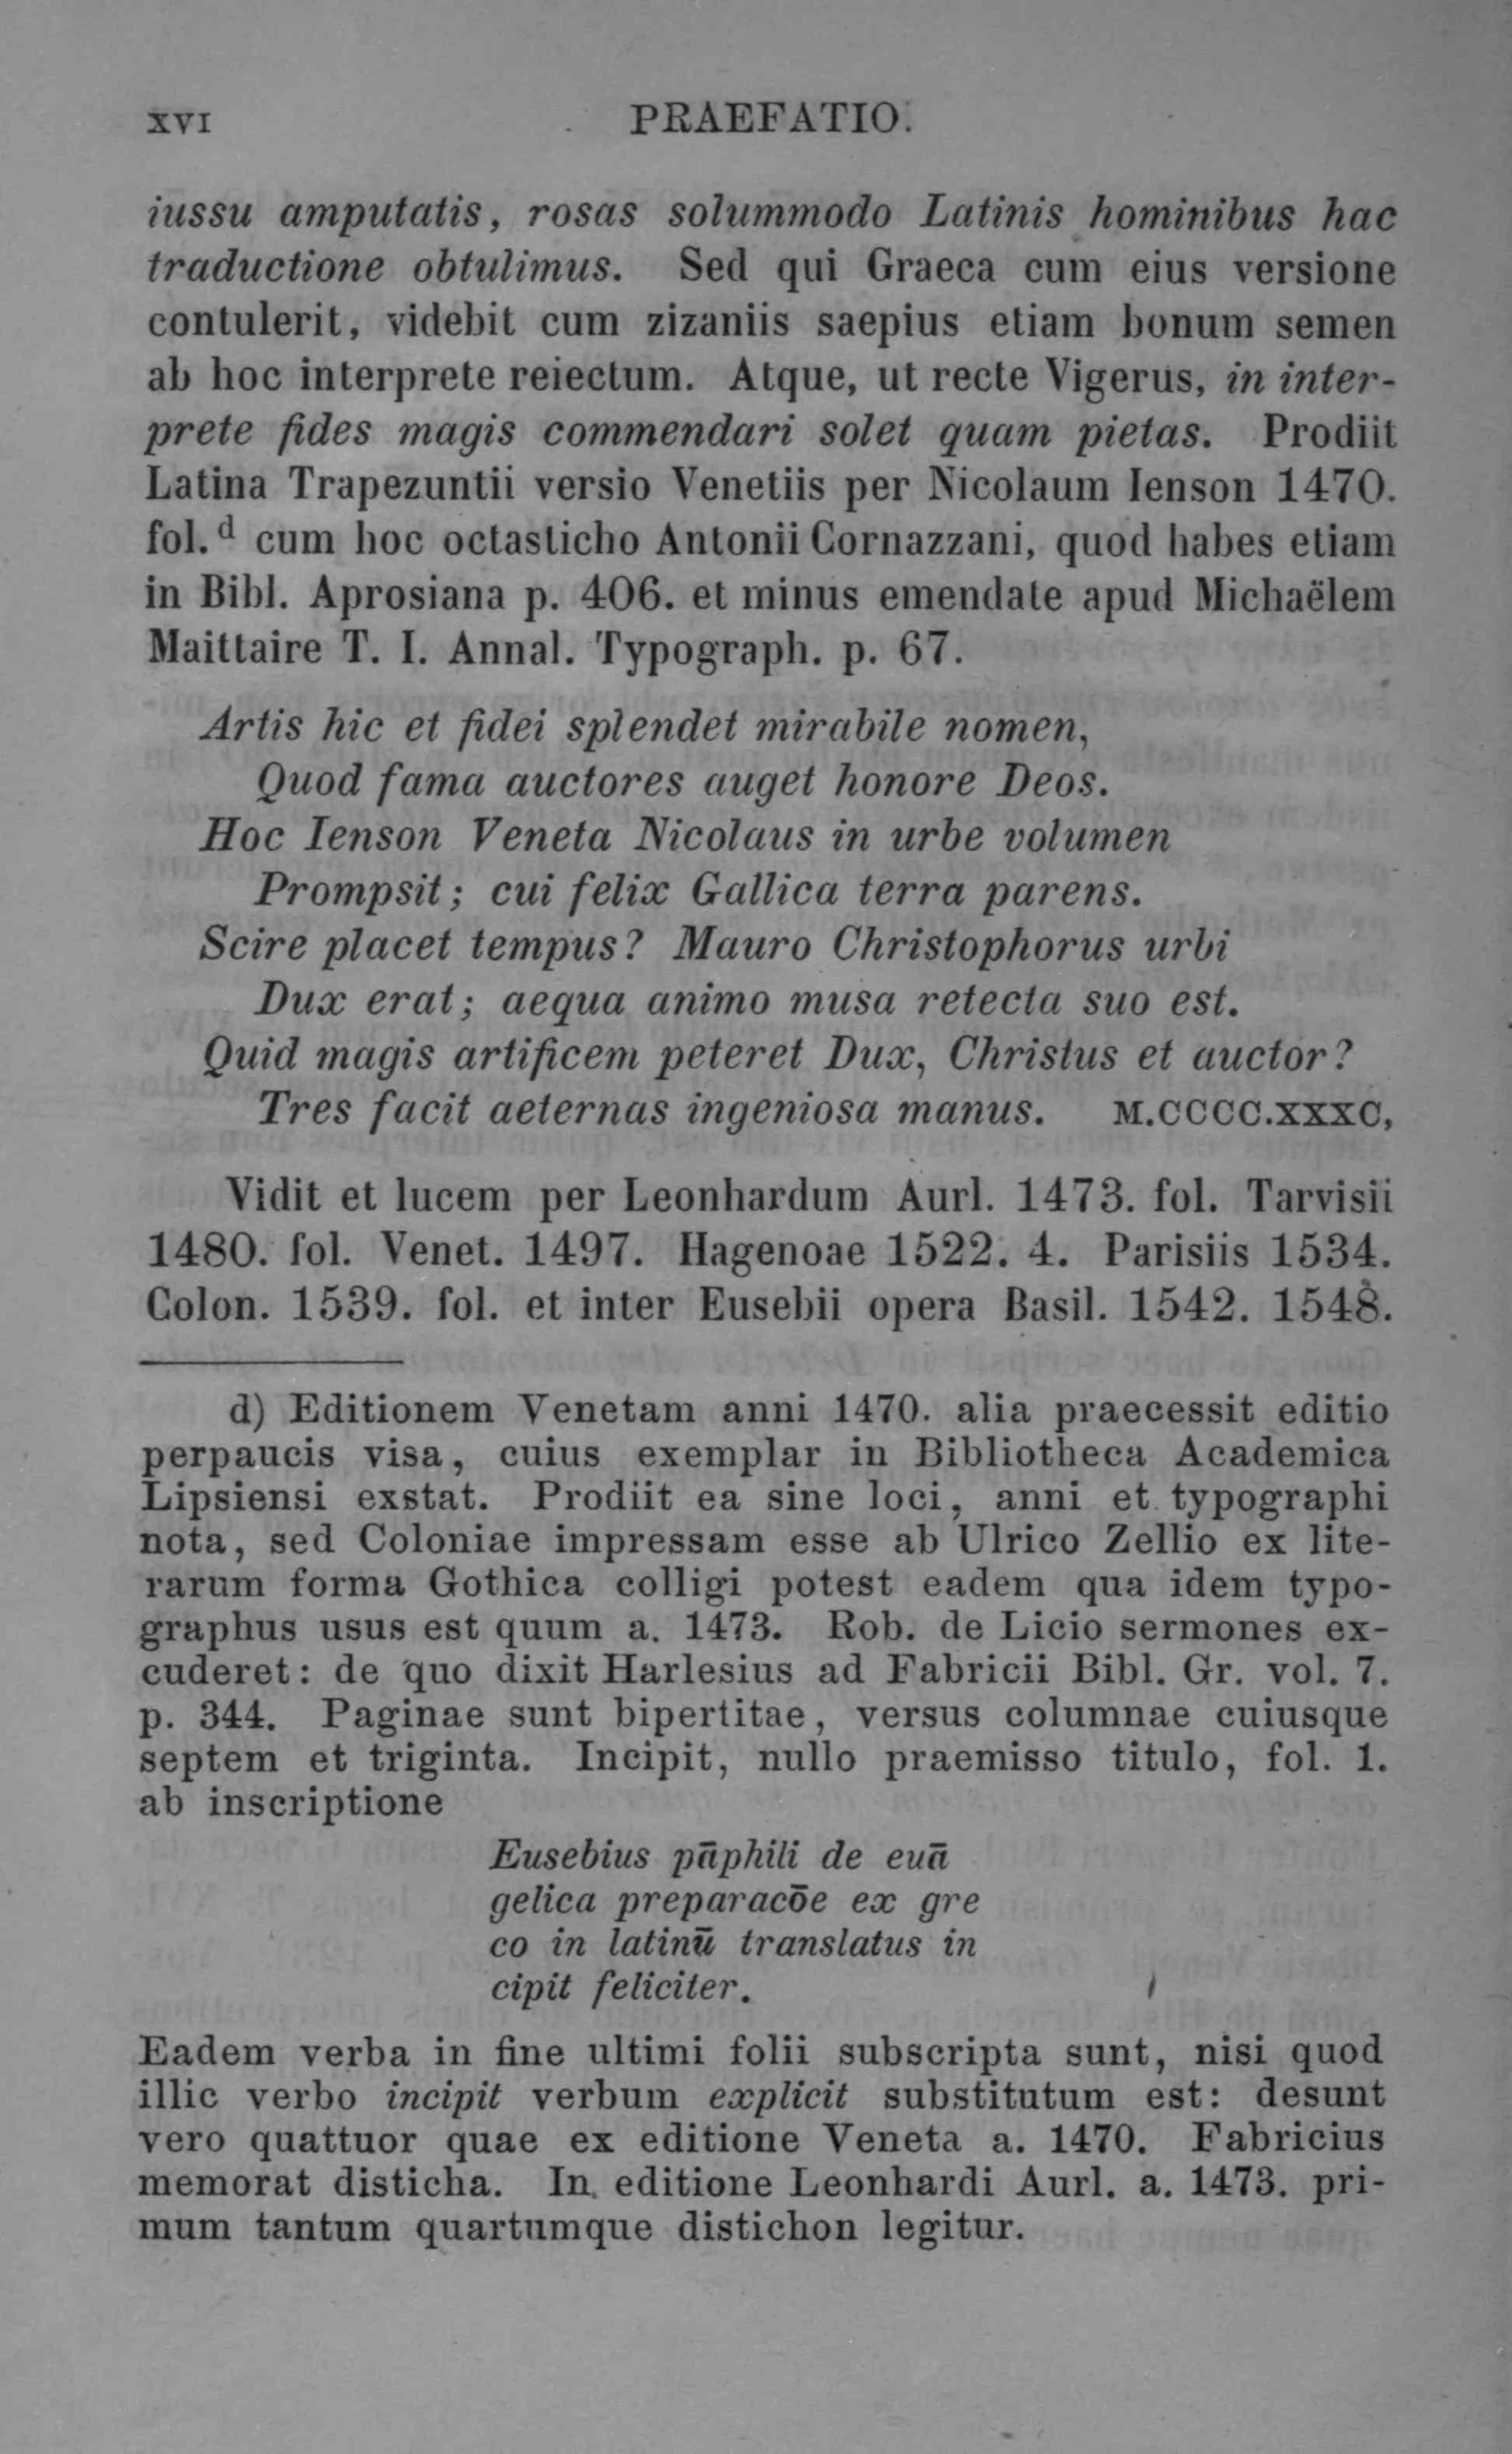 XVI PRAEFATIO.
iussu amputatis, rosas solummodo Latinis hominibus hac
traductione obtulimus. Sed qui Graeca cum eius versione
contulerit, videbit cum zizaniis saepius etiam bonum semen
ab hoc interprete reiectum. Atque, ut recte Vigerus, in inter-
prete fides magis commendari solet quam pietas. Prodiit
Latina Trapezuntii versio Venetiis per Nicolaum Ienson 1470.
fol.d cum hoc octasticho Antonii Cornazzani, quod habes etiam
in Bibl. Aprosiana p. 406. et minus emendate apud Michaëlem
Maittaire T. I. Annal. Typograph. p. 67.
Artis hic et fidei splendet mirabile nomen,
Quod fama auctores auget honore Deos.
Hoc Ienson Veneta Nicolaus in urbe volumen
Prompsit; cui felix Gallica terra parens.
Scire placet tempus? Mauro Christophorus urbi
Dux erat; aequa animo musa retecta suo est.
Quid magis artificem peteret Dux, Christus et auctor?
Tres facit aeternas ingeniosa manus. M.CCCC.XXXC,
Vidit et lucem per Leonhardum Aurl. 1473. fol. Tarvisii
1480. fol. Venet. 1497. Hagenoae 1522. 4. Parisiis 1534.
Colon. 1539. fol. et inter Eusebii opera Basil. 1542. 1548.
d) Editionem Venetam anni 1470. alia praecessit editio
perpaucis visa, cuius exemplar in Bibliotheca Academica
Lipsiensi exstat. Prodiit ea sine loci, anni et typographi
nota, sed Coloniae impressam esse ab Ulrico Zellio ex lite-
rarum forma Gothica colligi potest eadem qua idem typo-
graphus usus est quum a. 1473. Rob. de Licio sermones ex-
cuderet: de quo dixit Harlesius ad Fabricii Bibl. Gr. vol. 7.
p. 344. Paginae sunt bipertitae, versus columnae cuiusque
septem et triginta. Incipit, nullo praemisso titulo, fol. 1.
ab inscriptione
Eusebius pāphili de euā
gelica preparacōe ex gre
co in latinū translatus in
cipit feliciter.
Eadem verba in fine ultimi folii subscripta sunt, nisi quod
illic verbo incipit verbum explicit substitutum est: desunt
vero quattuor quae ex editione Veneta a. 1470. Fabricius
memorat disticha. In editione Leonhardi Aurl. a. 1473. pri-
mum tantum quartumque distichon legitur.